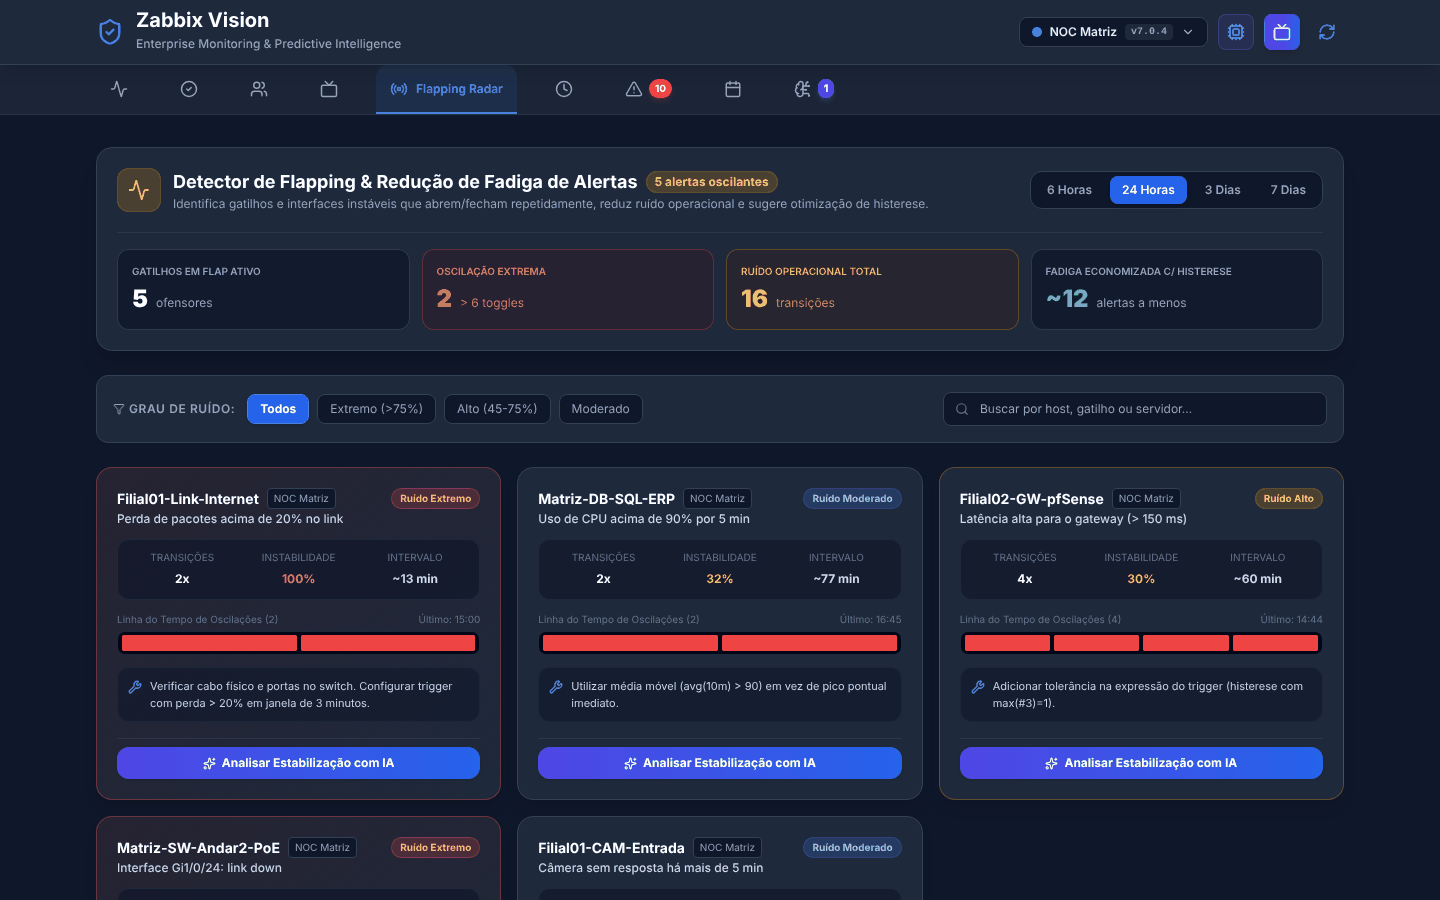 Zabbix Vision
Enterprise Monitoring & Predictive Intelligence
NOC Matriz v7.0.4
Flapping Radar
10
1
Detector de Flapping & Redução de Fadiga de Alertas
5 alertas oscilantes
Identifica gatilhos e interfaces instáveis que abrem/fecham repetidamente, reduz ruído operacional e sugere otimização de histerese.
6 Horas
24 Horas
3 Dias
7 Dias
GATILHOS EM FLAP ATIVO
5 ofensores
OSCILAÇÃO EXTREMA
2 > 6 toggles
RUÍDO OPERACIONAL TOTAL
16 transições
FADIGA ECONOMIZADA C/ HISTERESE
~12 alertas a menos
GRAU DE RUÍDO:
Todos
Extremo (>75%)
Alto (45-75%)
Moderado
Buscar por host, gatilho ou servidor...
Filial01-Link-Internet NOC Matriz Ruído Extremo
Perda de pacotes acima de 20% no link
TRANSIÇÕES INSTABILIDADE INTERVALO
2x 100% ~13 min
Linha do Tempo de Oscilações (2) Último: 15:00
Verificar cabo físico e portas no switch. Configurar trigger
com perda > 20% em janela de 3 minutos.
Analisar Estabilização com IA
Matriz-DB-SQL-ERP NOC Matriz Ruído Moderado
Uso de CPU acima de 90% por 5 min
TRANSIÇÕES INSTABILIDADE INTERVALO
2x 32% ~77 min
Linha do Tempo de Oscilações (2) Último: 16:45
Utilizar média móvel (avg(10m) > 90) em vez de pico pontual
imediato.
Analisar Estabilização com IA
Filial02-GW-pfSense NOC Matriz Ruído Alto
Latência alta para o gateway (> 150 ms)
TRANSIÇÕES INSTABILIDADE INTERVALO
4x 30% ~60 min
Linha do Tempo de Oscilações (4) Último: 14:44
Adicionar tolerância na expressão do trigger (histerese com
max(#3)=1).
Analisar Estabilização com IA
Matriz-SW-Andar2-PoE NOC Matriz Ruído Extremo
Interface Gi1/0/24: link down
Filial01-CAM-Entrada NOC Matriz Ruído Moderado
Câmera sem resposta há mais de 5 min